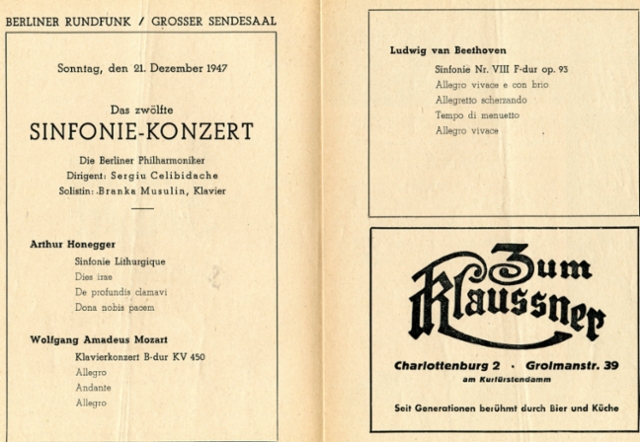 BERLINER RUNDFUNK / GROSSER SENDESAAL
Sonntag, den 21. Dezember 1947
Das zwölfte
SINFONIE-KONZERT
Die Berliner Philharmoniker
Dirigent: Sergiu Celibidache
Solistin: Branka Musulin, Klavier
Arthur Honegger
Sinfonie Lithurgique
Dies irae
De profundis clamavi
Dona nobis pacem
Wolfgang Amadeus Mozart
Klavierkonzert B-dur KV 450
Allegro
Andante
Allegro
Ludwig van Beethoven
Sinfonie Nr. VIII F-dur op. 93
Allegro vivace e con brio
Allegretto scherzando
Tempo di menuetto
Allegro vivace
Zum
Klaussner
Charlottenburg 2 · Grolmanstr. 39
am Kurfürstendamm
Seit Generationen berühmt durch Bier und Küche